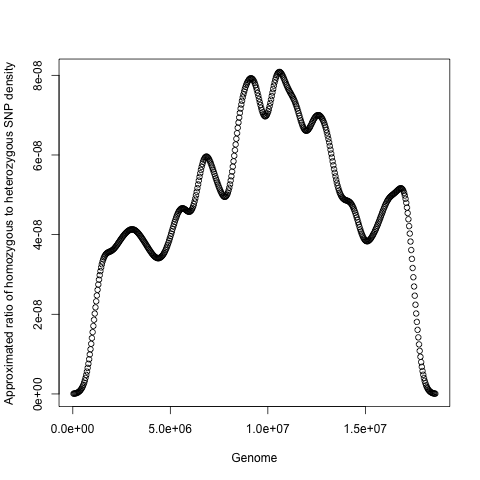 Approximated ratio of homozygous to heterozygous SNP density
8e-08
6e-08
4e-08
2e-08
0e+00
0.0e+00 5.0e+06 1.0e+07 1.5e+07
Genome